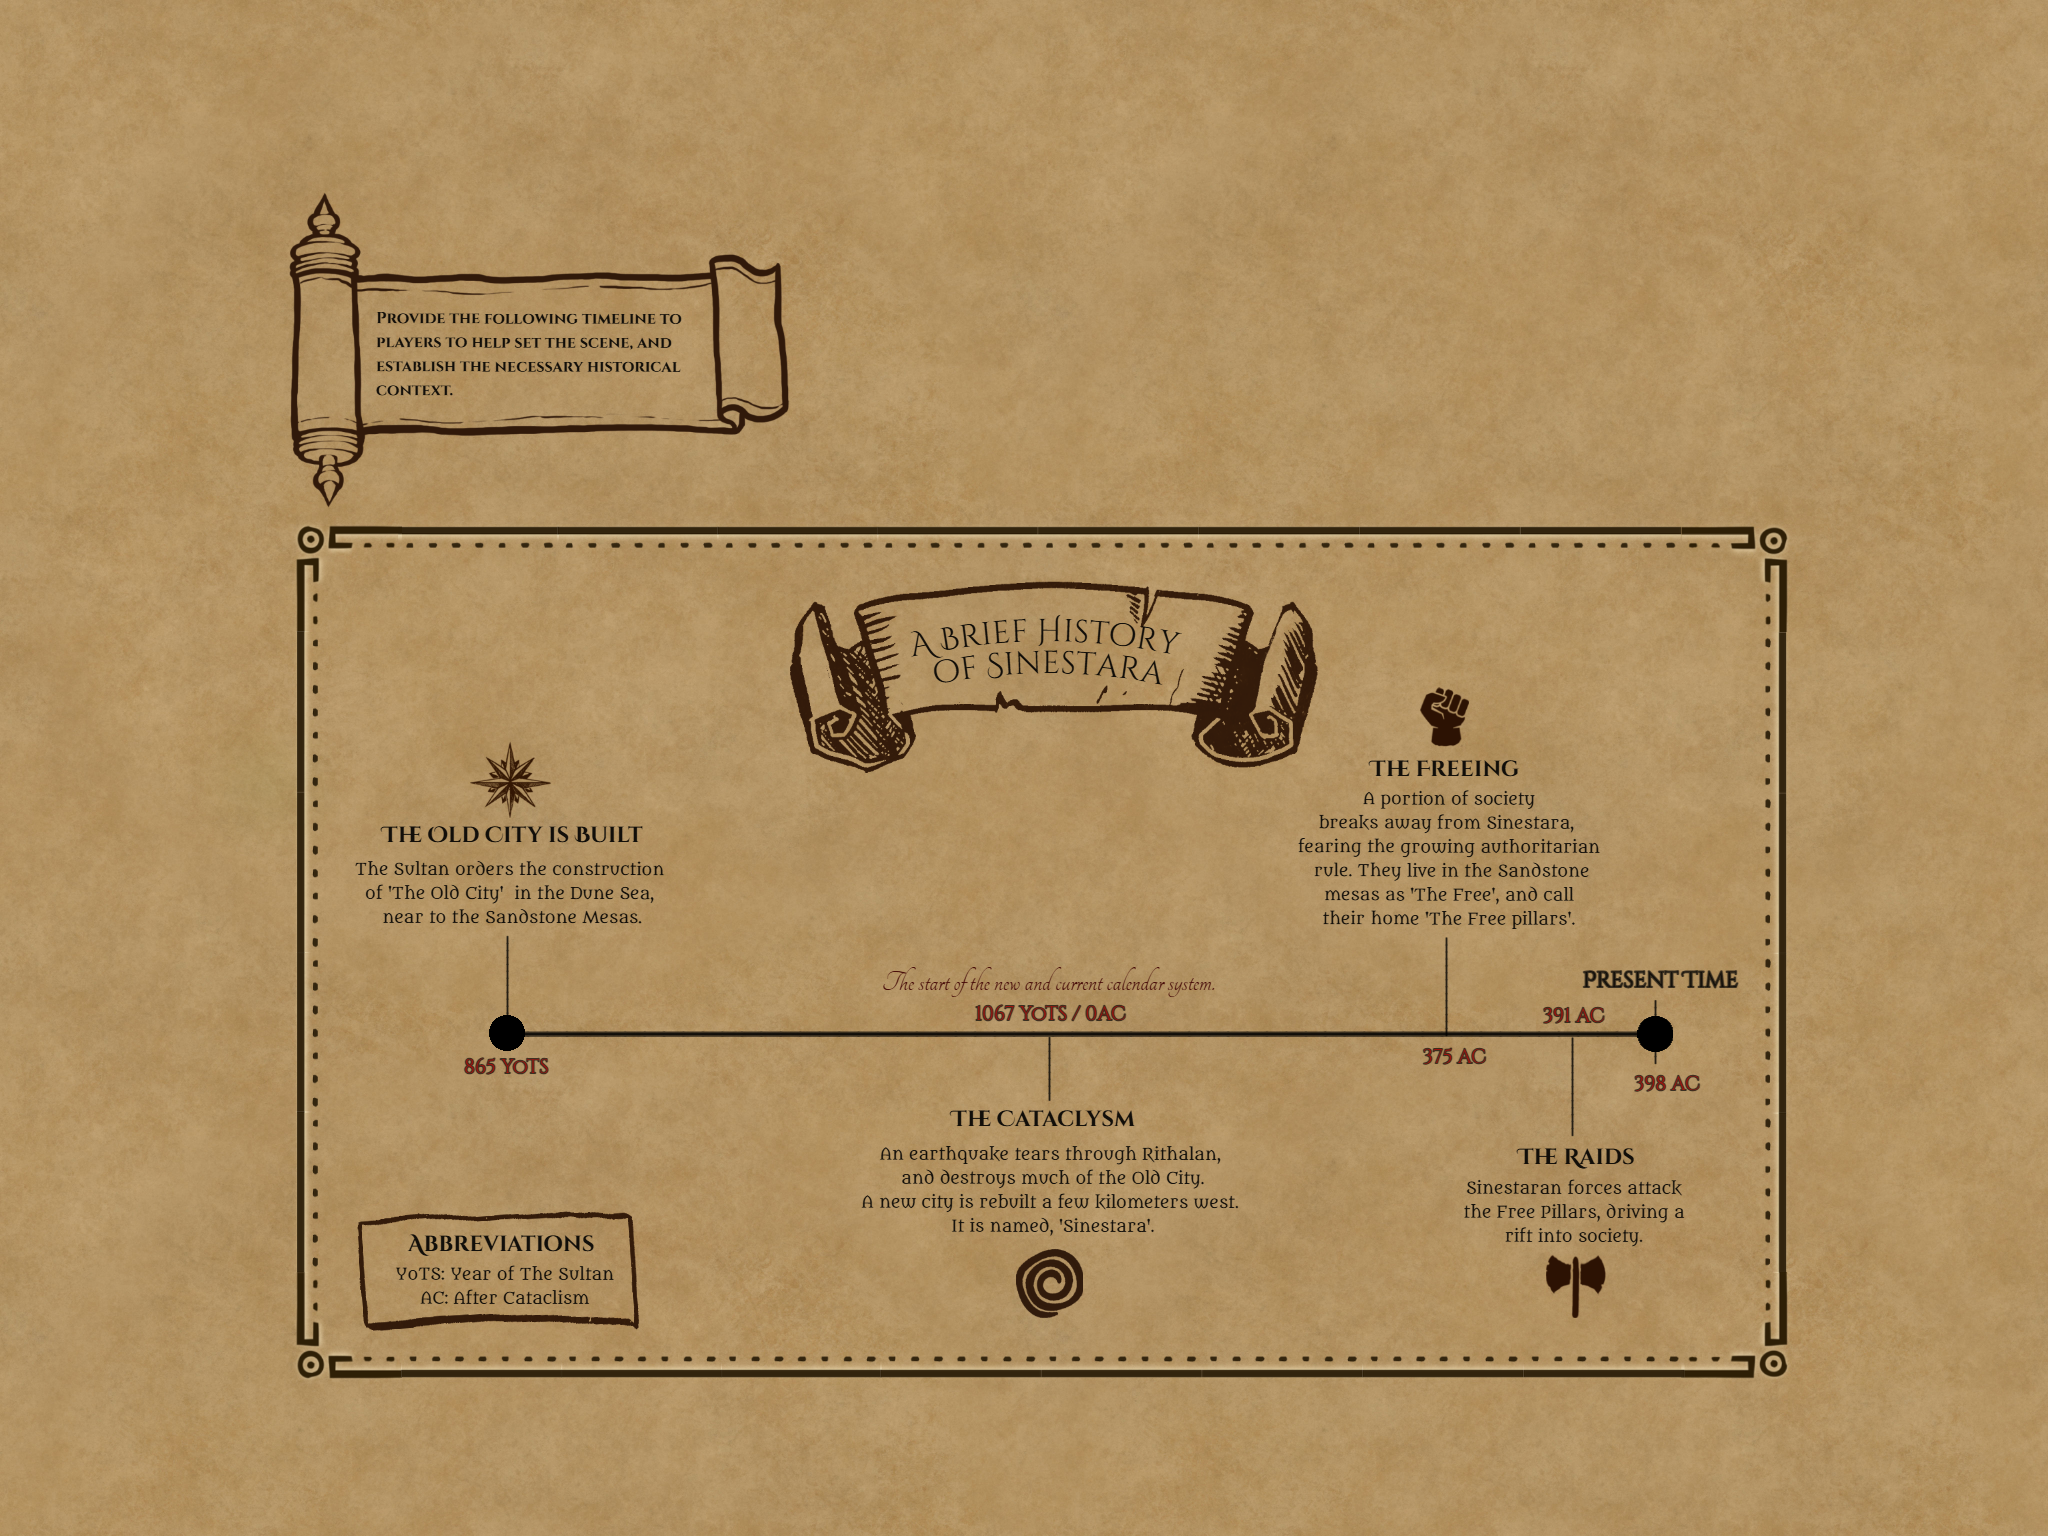 Provide the following timeline to
players to help set the scene, and
establish the necessary historical
context.
A Brief History
of Sinestara
The Old City is Built
The Sultan orders the construction
of 'The Old City' in the Dune Sea,
near to the Sandstone Mesas.
865 YoTS
The start of the new and current calendar system.
1067 YoTS / 0AC
The Cataclysm
An earthquake tears through Rithalan,
and destroys much of the Old City.
A new city is rebuilt a few kilometers west.
It is named, 'Sinestara'.
The Freeing
A portion of society
breaks away from Sinestara,
fearing the growing authoritarian
rule. They live in the Sandstone
mesas as 'The Free', and call
their home 'The Free pillars'.
375 AC
391 AC
The Raids
Sinestaran forces attack
the Free Pillars, driving a
rift into society.
Present Time
398 AC
Abbreviations
YoTS: Year of The Sultan
AC: After Cataclism